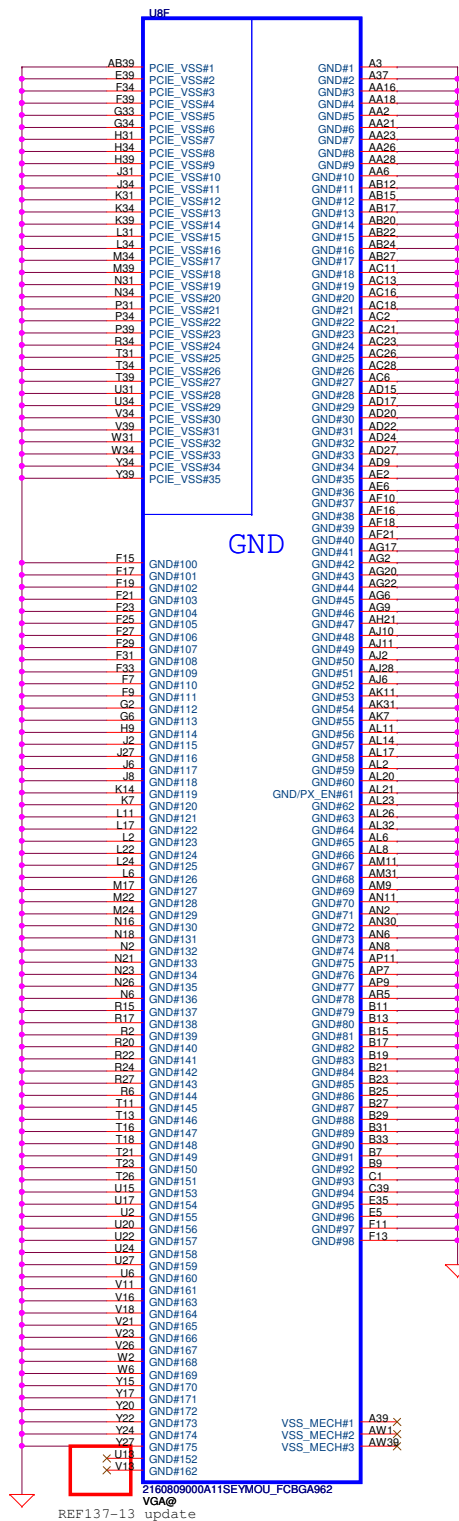 U8F
AB39 PCIE_VSS#1 GND#1 A3
E39 PCIE_VSS#2 GND#2 A37
F34 PCIE_VSS#3 GND#3 AA16
F39 PCIE_VSS#4 GND#4 AA18
G33 PCIE_VSS#5 GND#5 AA2
G34 PCIE_VSS#6 GND#6 AA21
H31 PCIE_VSS#7 GND#7 AA23
H34 PCIE_VSS#8 GND#8 AA26
H39 PCIE_VSS#9 GND#9 AA28
J31 PCIE_VSS#10 GND#10 AA6
J34 PCIE_VSS#11 GND#11 AB12
K31 PCIE_VSS#12 GND#12 AB15
K34 PCIE_VSS#13 GND#13 AB17
K39 PCIE_VSS#14 GND#14 AB20
L31 PCIE_VSS#15 GND#15 AB22
L34 PCIE_VSS#16 GND#16 AB24
M34 PCIE_VSS#17 GND#17 AB27
M39 PCIE_VSS#18 GND#18 AC11
N31 PCIE_VSS#19 GND#19 AC13
N34 PCIE_VSS#20 GND#20 AC16
P31 PCIE_VSS#21 GND#21 AC18
P34 PCIE_VSS#22 GND#22 AC2
P39 PCIE_VSS#23 GND#23 AC21
R34 PCIE_VSS#24 GND#24 AC23
T31 PCIE_VSS#25 GND#25 AC26
T34 PCIE_VSS#26 GND#26 AC28
T39 PCIE_VSS#27 GND#27 AC6
U31 PCIE_VSS#28 GND#28 AD15
U34 PCIE_VSS#29 GND#29 AD17
V34 PCIE_VSS#30 GND#30 AD20
V39 PCIE_VSS#31 GND#31 AD22
W31 PCIE_VSS#32 GND#32 AD24
W34 PCIE_VSS#33 GND#33 AD27
Y34 PCIE_VSS#34 GND#34 AD9
Y39 PCIE_VSS#35 GND#35 AE2
GND#36 AE6
GND#37 AF10
GND#38 AF16
GND#39 AF18
GND#40 AF21
GND
GND#41 AG17
F15 GND#100 GND#42 AG2
F17 GND#101 GND#43 AG20
F19 GND#102 GND#44 AG22
F21 GND#103 GND#45 AG6
F23 GND#104 GND#46 AG9
F25 GND#105 GND#47 AH21
F27 GND#106 GND#48 AJ10
F29 GND#107 GND#49 AJ11
F31 GND#108 GND#50 AJ2
F33 GND#109 GND#51 AJ28
F7 GND#110 GND#52 AJ6
F9 GND#111 GND#53 AK11
G2 GND#112 GND#54 AK31
G6 GND#113 GND#55 AK7
H9 GND#114 GND#56 AL11
J2 GND#115 GND#57 AL14
J27 GND#116 GND#58 AL17
J6 GND#117 GND#59 AL2
J8 GND#118 GND#60 AL20
K14 GND#119 GND/PX_EN#61 AL21
K7 GND#120 GND#62 AL23
L11 GND#121 GND#63 AL26
L17 GND#122 GND#64 AL32
L2 GND#123 GND#65 AL6
L22 GND#124 GND#66 AL8
L24 GND#125 GND#67 AM11
L6 GND#126 GND#68 AM31
M17 GND#127 GND#69 AM9
M22 GND#128 GND#70 AN11
M24 GND#129 GND#71 AN2
N16 GND#130 GND#72 AN30
N18 GND#131 GND#73 AN6
N2 GND#132 GND#74 AN8
N21 GND#133 GND#75 AP11
N23 GND#134 GND#76 AP7
N26 GND#135 GND#77 AP9
N6 GND#136 GND#78 AR5
R15 GND#137 GND#79 B11
R17 GND#138 GND#80 B13
R2 GND#139 GND#81 B15
R20 GND#140 GND#82 B17
R22 GND#141 GND#83 B19
R24 GND#142 GND#84 B21
R27 GND#143 GND#85 B23
R6 GND#144 GND#86 B25
T11 GND#145 GND#87 B27
T13 GND#146 GND#88 B29
T16 GND#147 GND#89 B31
T18 GND#148 GND#90 B33
T21 GND#149 GND#91 B7
T23 GND#150 GND#92 B9
T26 GND#151 GND#93 C1
U15 GND#153 GND#94 C39
U17 GND#154 GND#95 E35
U2 GND#155 GND#96 E5
U20 GND#156 GND#97 F11
U22 GND#157 GND#98 F13
U24 GND#158
U27 GND#159
U6 GND#160
V11 GND#161
V16 GND#163
V18 GND#164
V21 GND#165
V23 GND#166
V26 GND#167
W2 GND#168
W6 GND#169
Y15 GND#170
Y17 GND#171
Y20 GND#172
Y22 GND#173 VSS_MECH#1 A39
Y24 GND#174 VSS_MECH#2 AW1
Y27 GND#175 VSS_MECH#3 AW39
U13 GND#152
V13 GND#162
2160809000A11SEYMOU_FCBGA962
VGA@
REF137-13 update